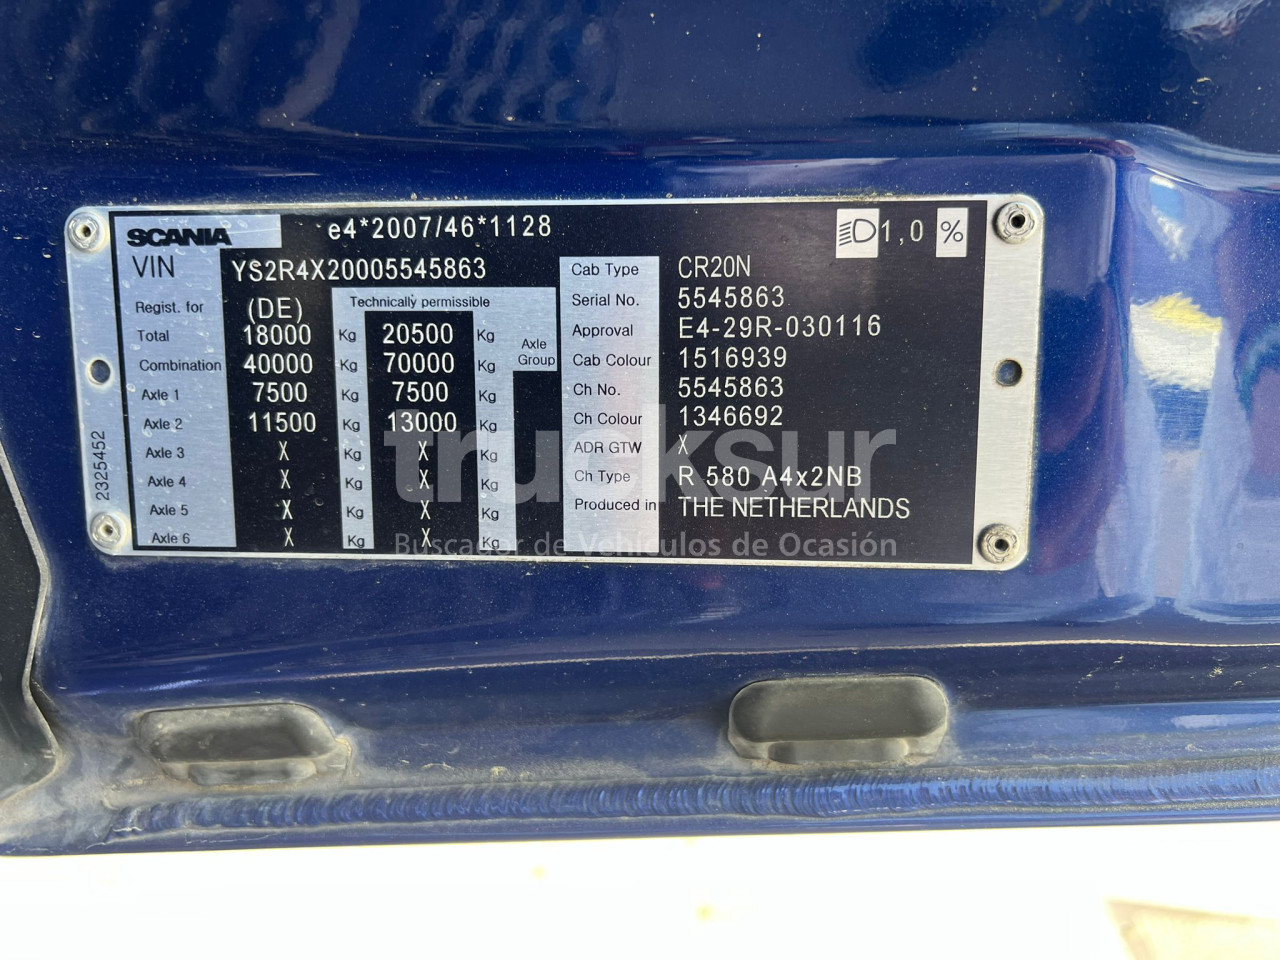 SCANIA e4*2007/46*1128 1,0 %
VIN YS2R4X20005545863
Regist. for (DE) Technically permissible
Total 18000 Kg 20500 Kg Axle Group
Combination 40000 Kg 70000 Kg
Axle 1 7500 Kg 7500 Kg
Axle 2 11500 Kg 13000 Kg
Axle 3 X Kg X Kg
Axle 4 X Kg X Kg
Axle 5 X Kg X Kg
Axle 6 X Kg X Kg
2325452
Cab Type CR20N
Serial No. 5545863
Approval E4-29R-030116
Cab Colour 1516939
Ch No. 5545863
Ch Colour 1346692
ADR GTW X
Ch Type R 580 A4x2NB
Produced in THE NETHERLANDS
trucksur
Buscador de Vehículos de Ocasión